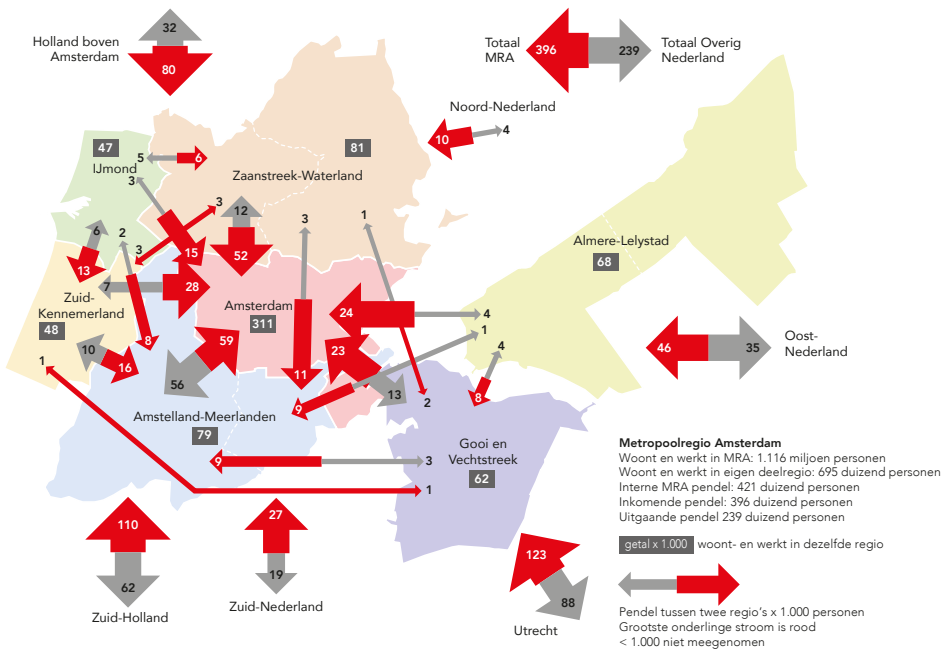 32
Holland boven
Amsterdam
80
Totaal
MRA
396
239
Totaal Overig
Nederland
Noord-Nederland
10
4
47
IJmond
5
6
3
81
Zaanstreek-Waterland
3
12
3
1
6
2
3
15
52
13
7
28
Almere-Lelystad
68
Zuid-
Kennemerland
48
Amsterdam
311
24
4
1
10
8
59
23
4
46
35
Oost-
Nederland
1
16
56
11
13
8
9
2
Amstelland-Meerlanden
79
Gooi en
Vechtstreek
62
9
3
1
Metropoolregio Amsterdam
Woont en werkt in MRA: 1.116 miljoen personen
Woont en werkt in eigen deelregio: 695 duizend personen
Interne MRA pendel: 421 duizend personen
Inkomende pendel: 396 duizend personen
Uitgaande pendel 239 duizend personen
getal x 1.000 woont- en werkt in dezelfde regio
110
62
Zuid-Holland
27
19
Zuid-Nederland
123
88
Utrecht
Pendel tussen twee regio's x 1.000 personen
Grootste onderlinge stroom is rood
< 1.000 niet meegenomen